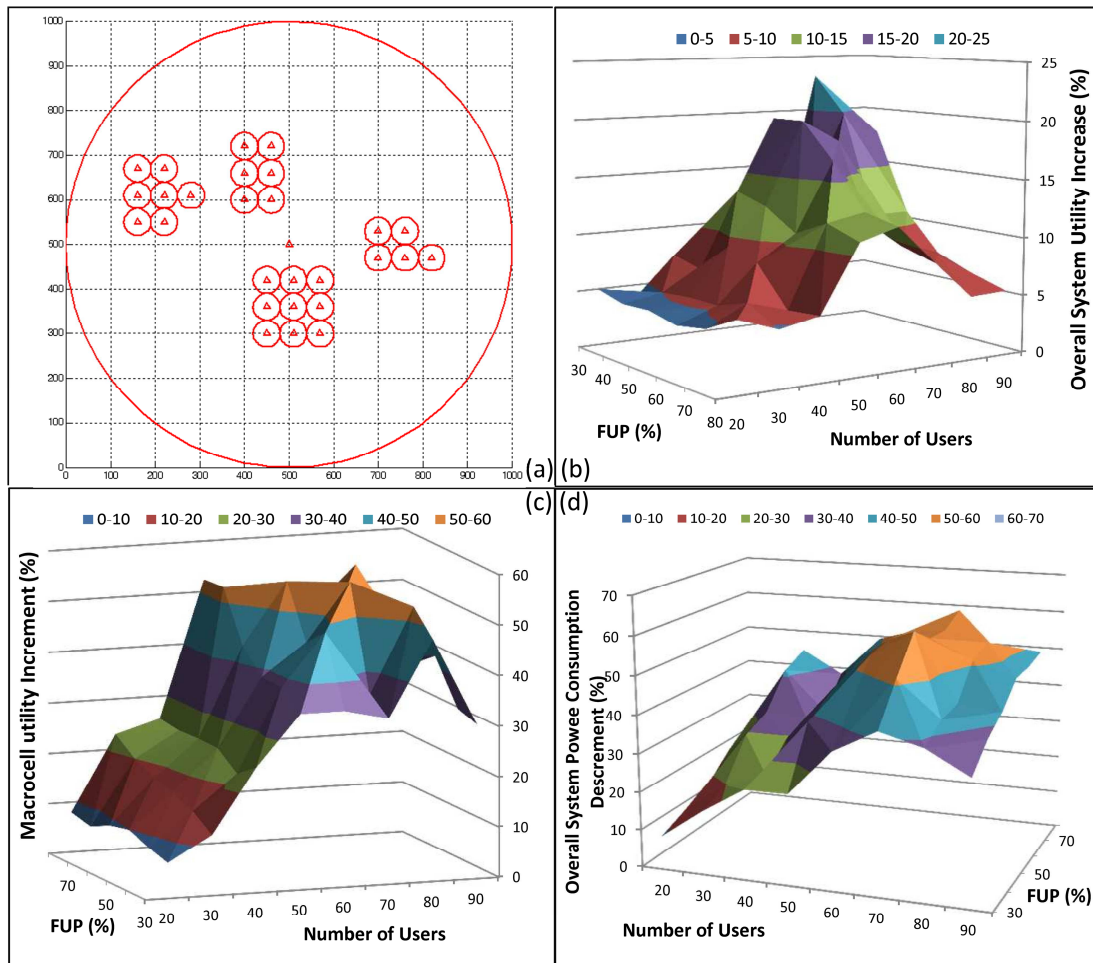 1000
900
800
700
600
500
400
300
200
100
0
0 100 200 300 400 500 600 700 800 900 1000
(a)
0-5 5-10 10-15 15-20 20-25
25
20
15
10
5
0
Overall System Utility Increase (%)
30 40 50 60 70 80
FUP (%)
20 30 40 50 60 70 80 90
Number of Users
(b)
(c)
0-10 10-20 20-30 30-40 40-50 50-60
Macrocell utility Increment (%)
60
50
40
30
20
10
0
70 50 30
FUP (%)
20 30 40 50 60 70 80 90
Number of Users
(d)
0-10 10-20 20-30 30-40 40-50 50-60 60-70
Overall System Powee Consumption
Descrement (%)
70
60
50
40
30
20
10
0
20 30 40 50 60 70 80 90
Number of Users
70
50
30
FUP (%)